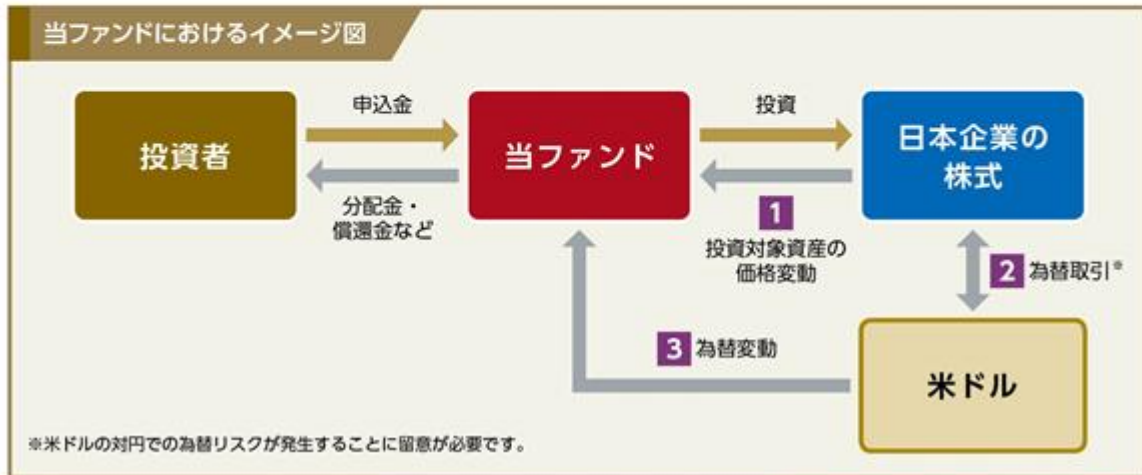 当ファンドにおけるイメージ図
投資者
申込金
分配金・
償還金など
当ファンド
投資
1
投資対象資産の
価格変動
日本企業の
株式
2 為替取引※
3 為替変動
米ドル
※米ドルの対円での為替リスクが発生することに留意が必要です。